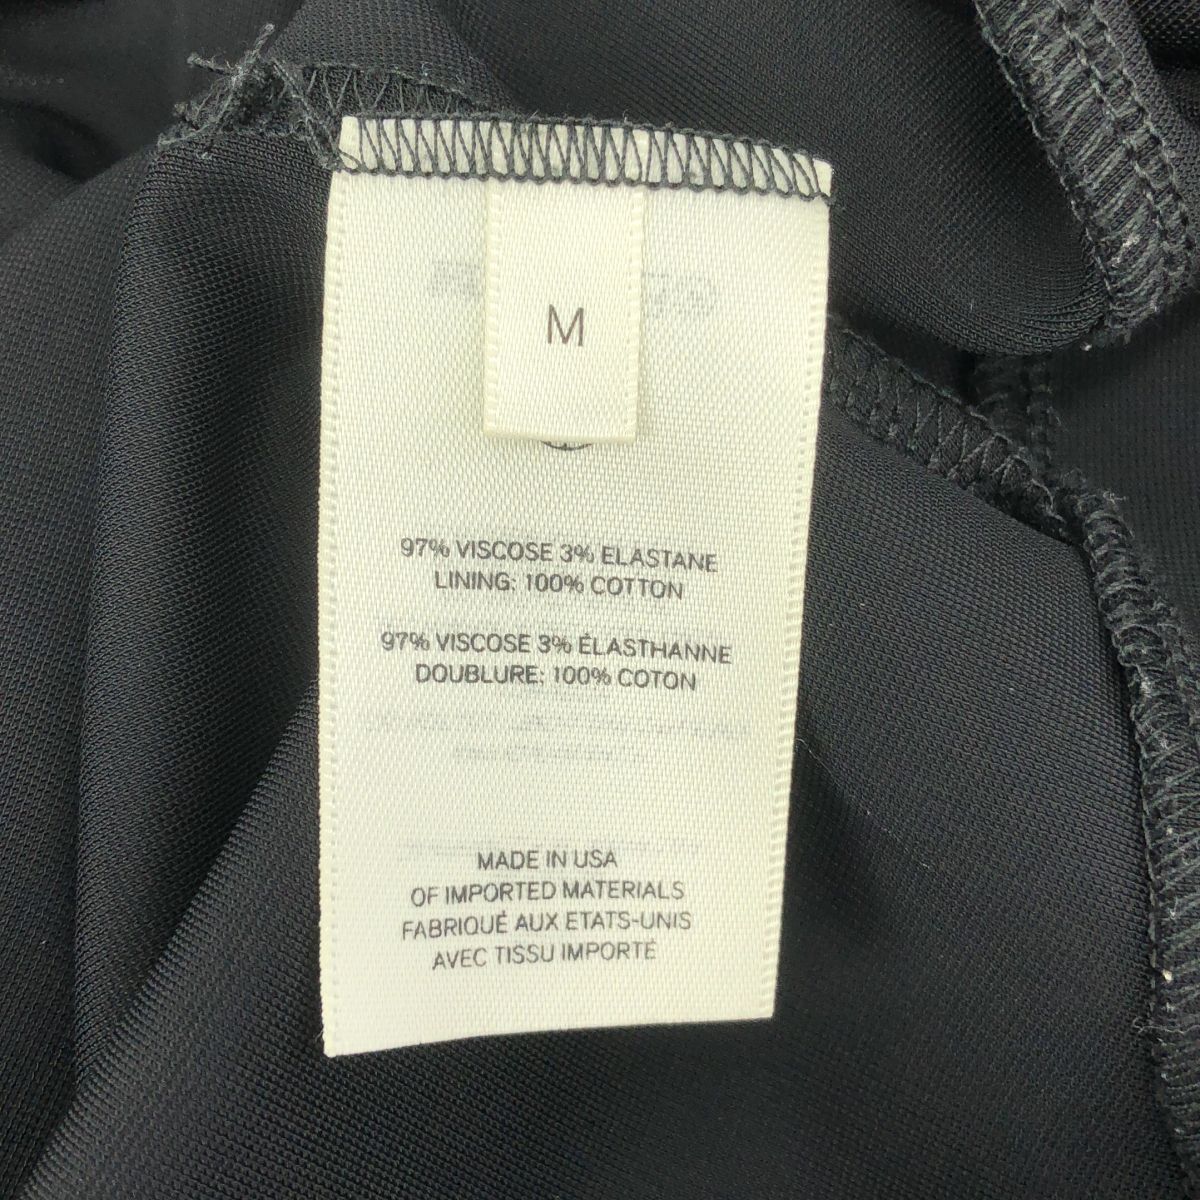 M
97% VISCOSE 3% ELASTANE
LINING: 100% COTTON
97% VISCOSE 3% ÉLASTHANNE
DOUBLURE: 100% COTON
MADE IN USA
OF IMPORTED MATERIALS
FABRIQUÉ AUX ETATS-UNIS
AVEC TISSU IMPORTÉ